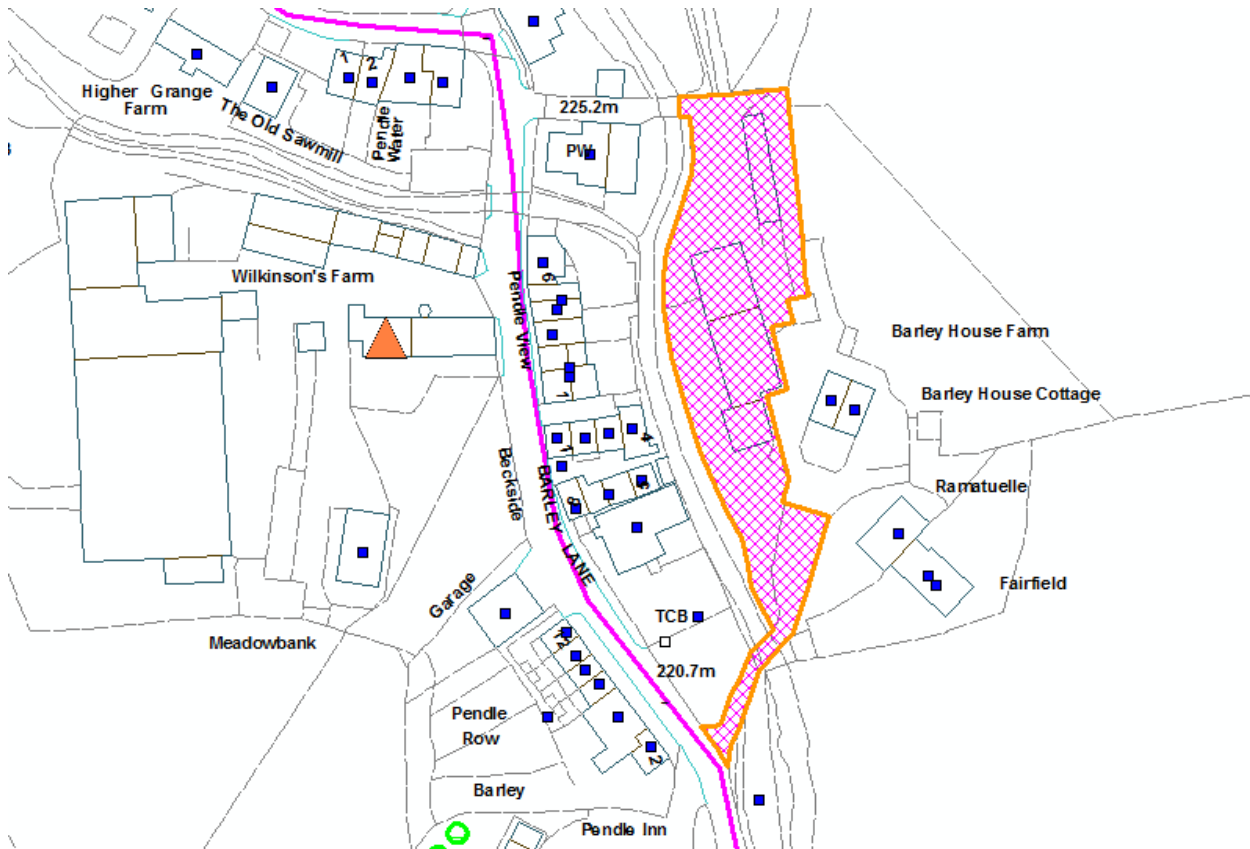 1
2
Higher Grange
Farm
The Old Sawmill
Pendle
Water
225.2m
PW
Wilkinson's Farm
6
Pendle View
1
Barley House Farm
Barley House Cottage
1
4
Beckside
BARLEY LANE
8
3
Ramatuelle
Fairfield
Garage
Meadowbank
TCB
220.7m
12
Pendle
Row
2
Barley
Pendle Inn